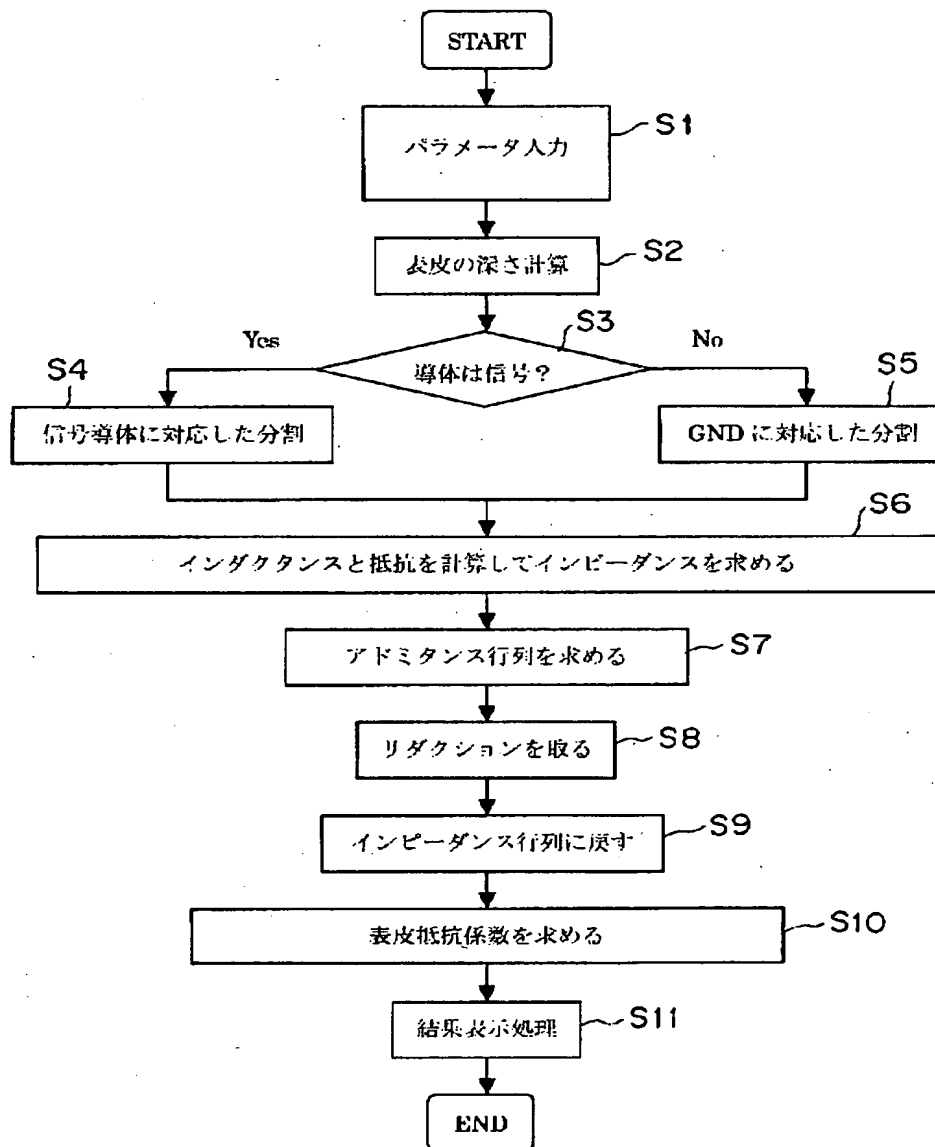 START
パラメータ入力
S1
表皮の深さ計算
S2
S3
導体は信号？
Yes
No
S4
信号導体に対応した分割
S5
GNDに対応した分割
S6
インダクタンスと抵抗を計算してインピーダンスを求める
アドミタンス行列を求める
S7
リダクションを取る
S8
インピーダンス行列に戻す
S9
表皮抵抗係数を求める
S10
結果表示処理
S11
END